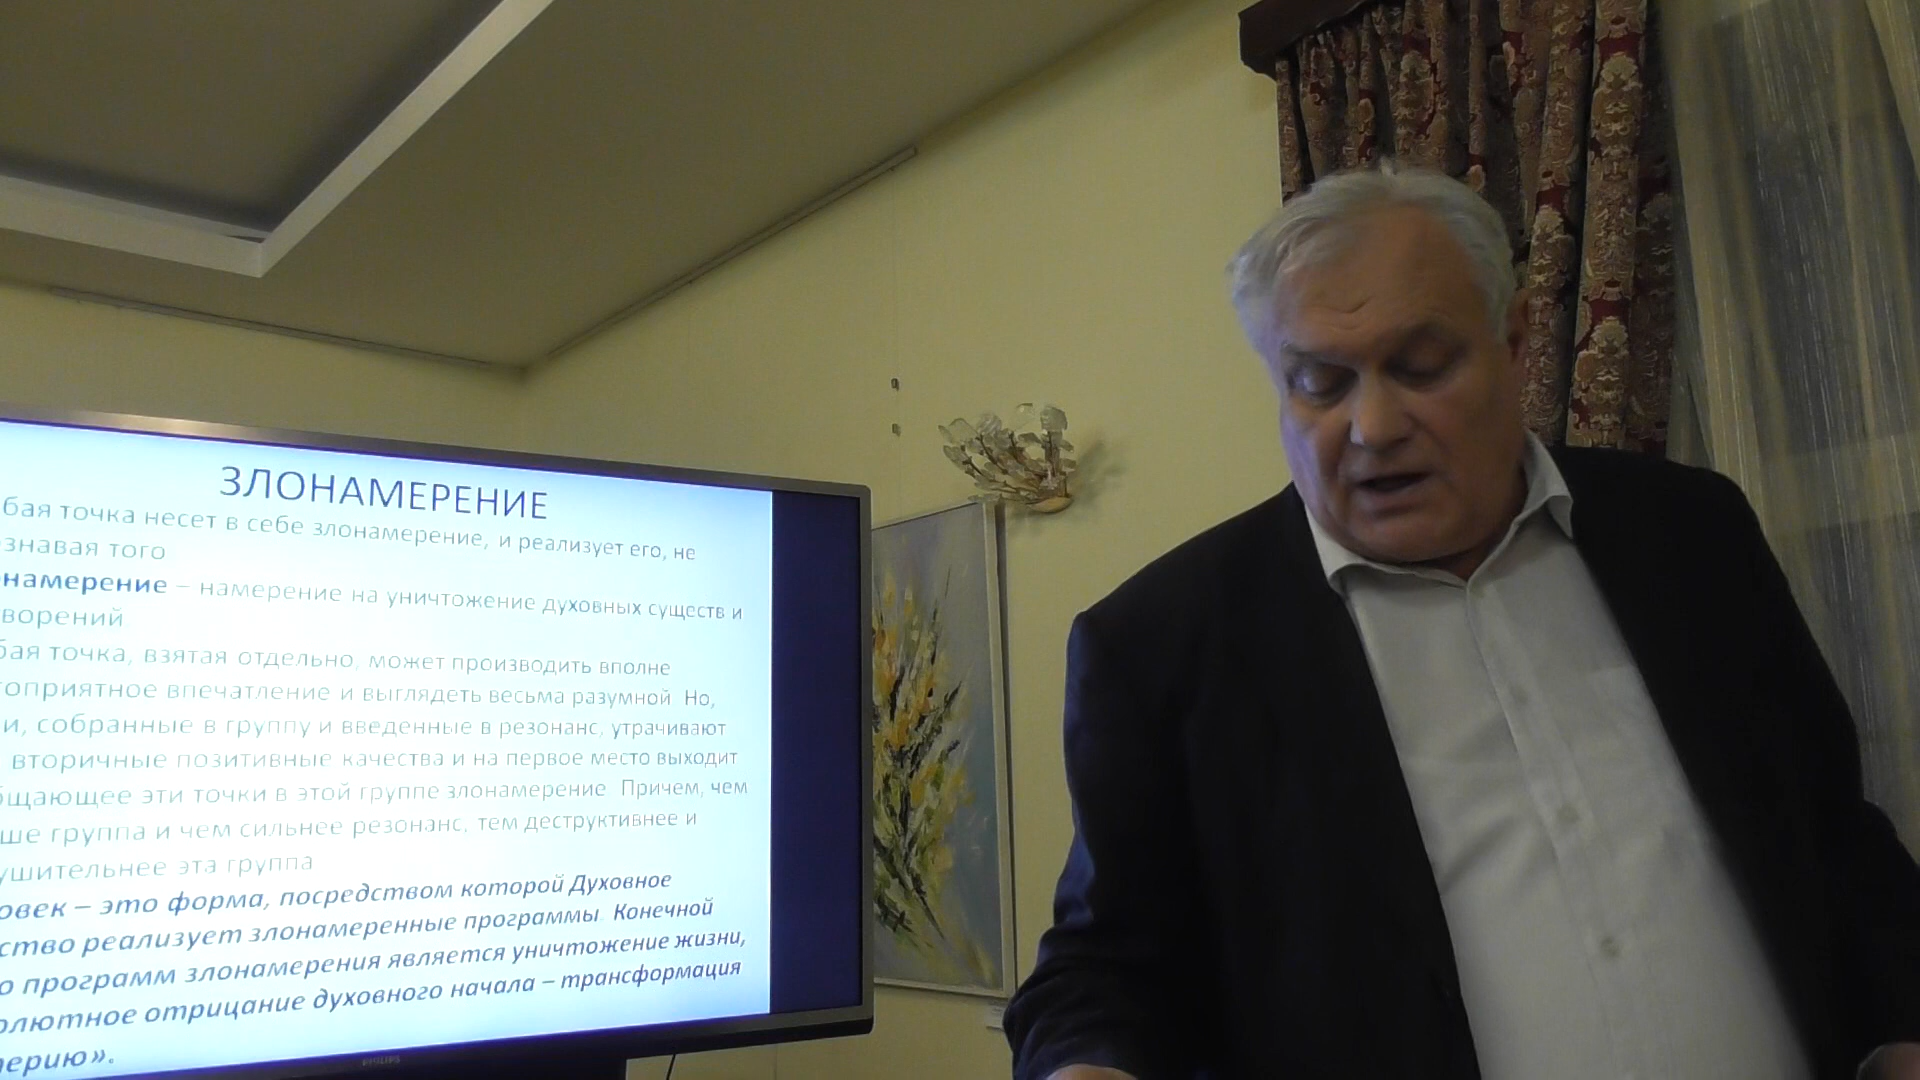 ЗЛОНАМЕРЕНИЕ
бая точка несет в себе злонамерение, и реализует его, не
знавая того
намерение – намерение на уничтожение духовных существ и
ворений
бая точка, взятая отдельно, может производить вполне
гоприятное впечатление и выглядеть весьма разумной. Но,
и, собранные в группу и введенные в резонанс, утрачивают
вторичные позитивные качества и на первое место выходит
бщающее эти точки в этой группе злонамерение. Причем, чем
ше группа и чем сильнее резонанс, тем деструктивнее и
ушительнее эта группа
овек – это форма, посредством которой Духовное
ство реализует злонамеренные программы. Конечной
ю программ злонамерения является уничтожение жизни,
олютное отрицание духовного начала – трансформация
терию».
PHILIPS